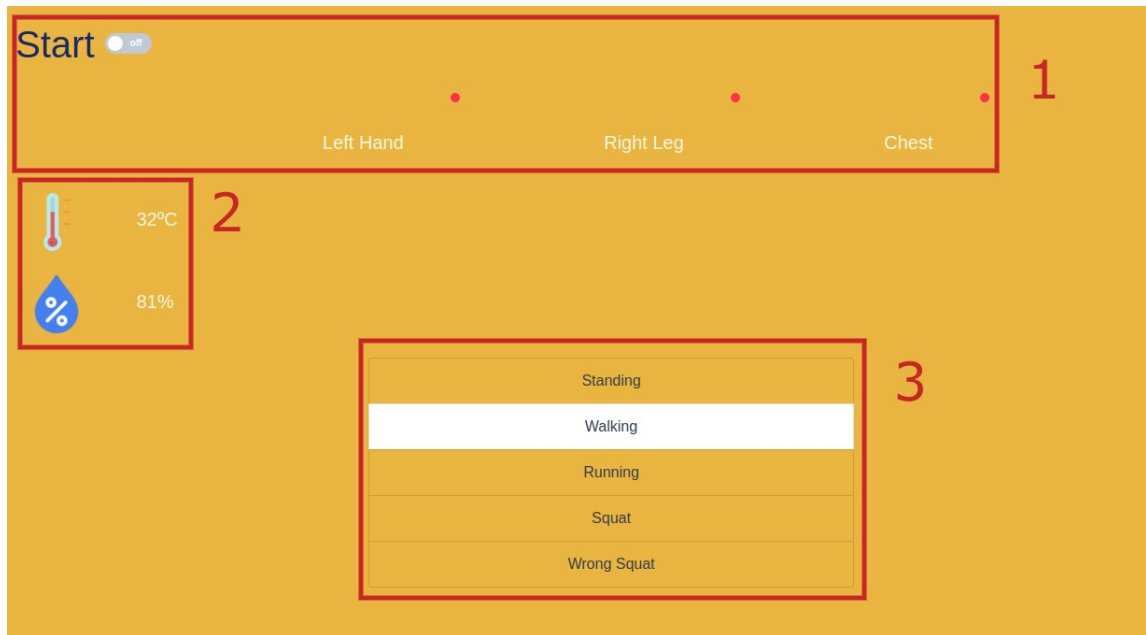 Start off
1
Left Hand Right Leg Chest
32ºC
2
81%
Standing
3
Walking
Running
Squat
Wrong Squat